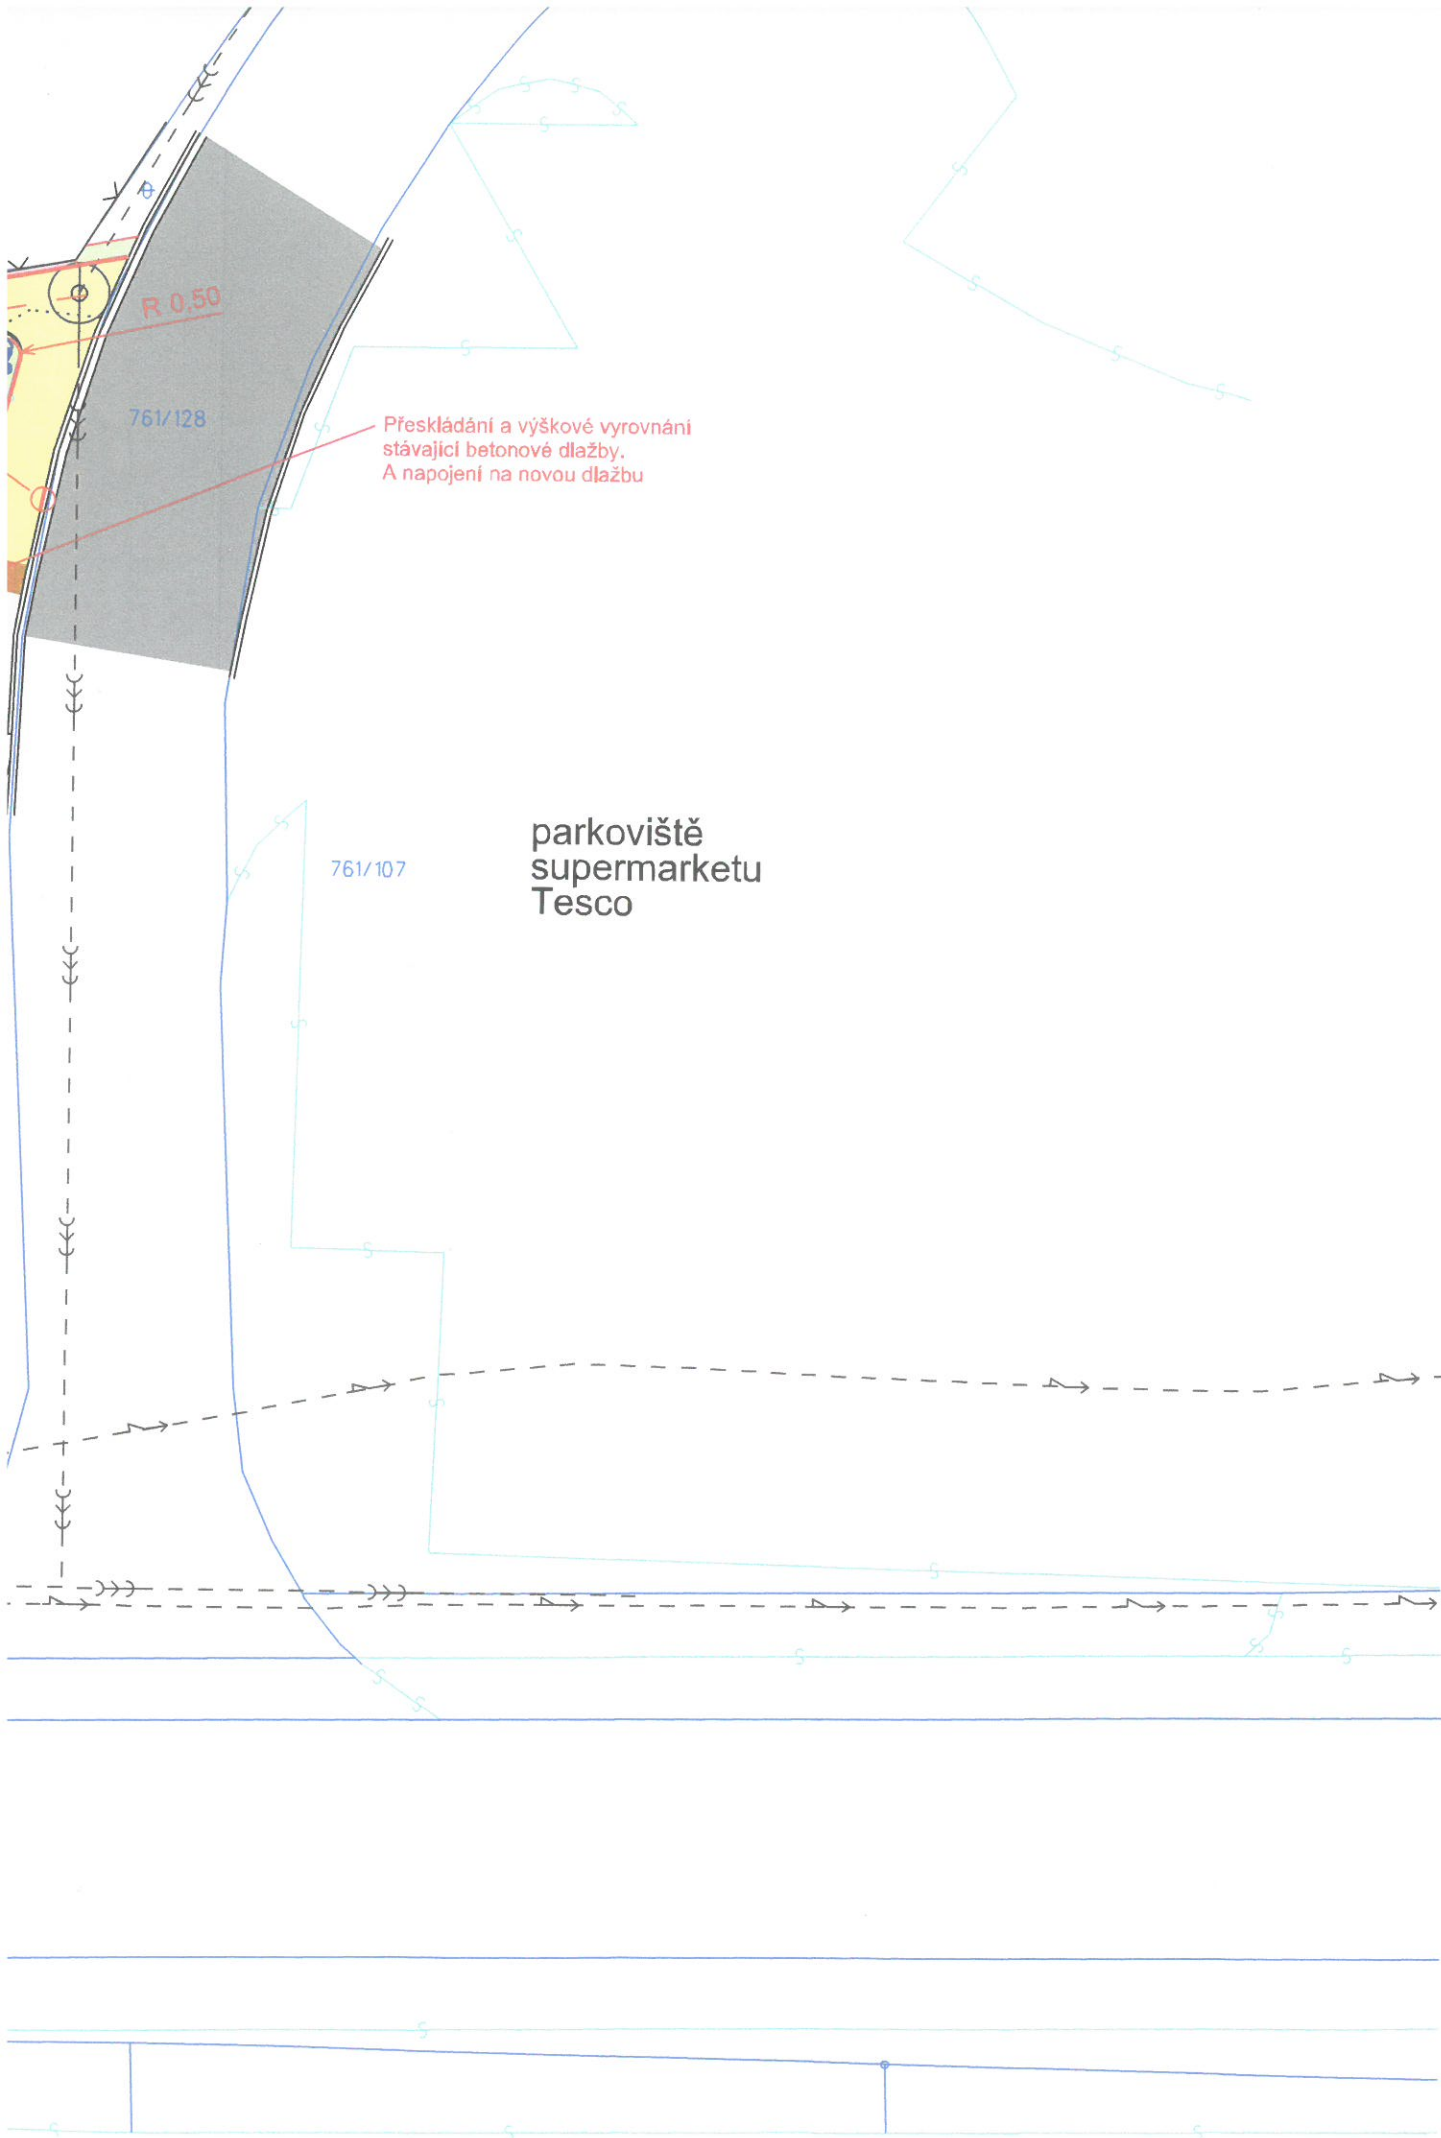 R 0,50
761/128
Přeskládání a výškové vyrovnání
stávající betonové dlažby.
A napojení na novou dlažbu
parkoviště
supermarketu
Tesco
761/107